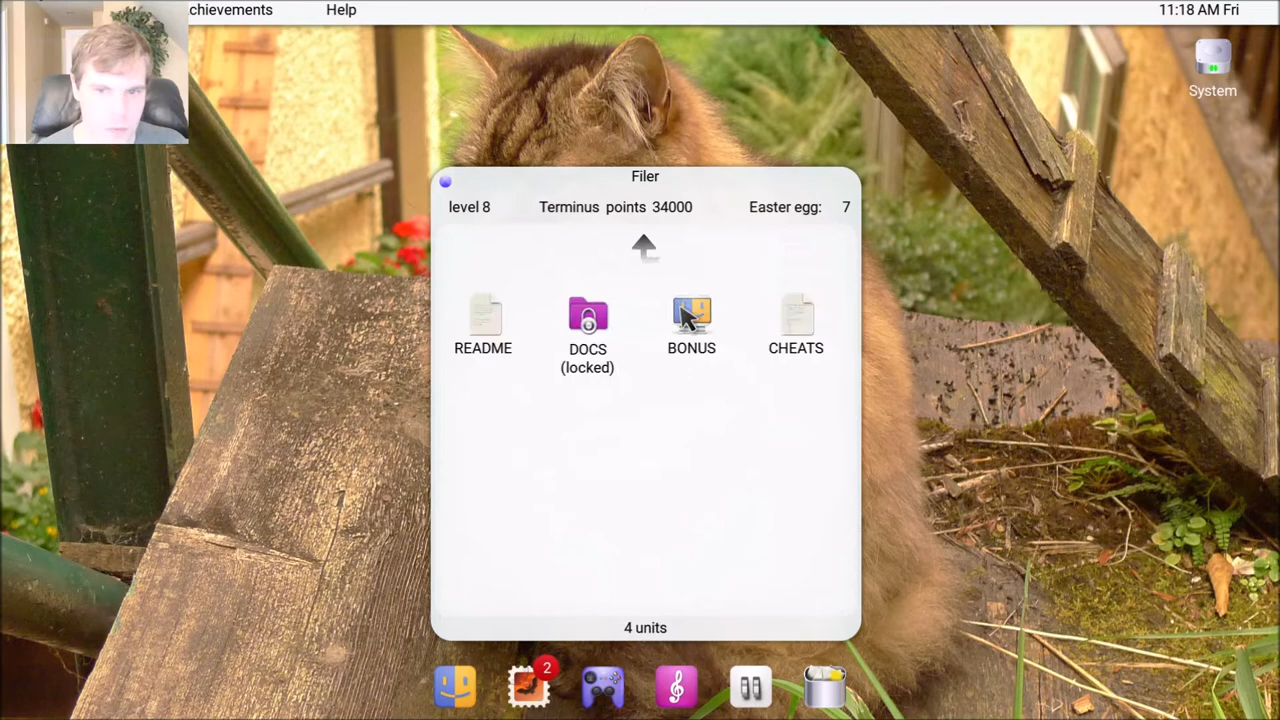 chievements Help 11:18 AM Fri
System
Filer
level 8 Terminus points 34000 Easter egg: 7
README DOCS (locked) BONUS CHEATS
4 units
2